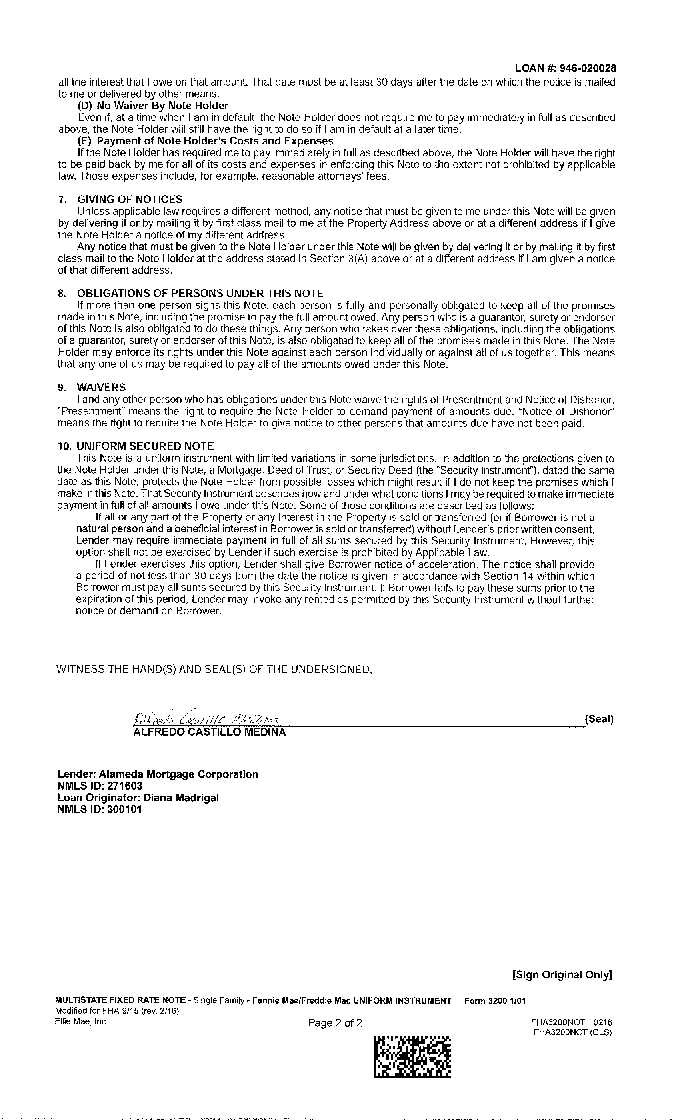 LOAN #: 946-020028
all the interest that I owe on that amount. That date must be at least 30 days after the date on which the notice is mailed
to me or delivered by other means.
(D) No Waiver By Note Holder
Even if, at a time when I am in default, the Note Holder does not require me to pay immediately in full as described
above, the Note Holder will still have the right to do so if I am in default at a later time.
(E) Payment of Note Holder's Costs and Expenses
If the Note Holder has required me to pay immediately in full as described above, the Note Holder will have the right
to be paid back by me for all of its costs and expenses in enforcing this Note to the extent not prohibited by applicable
law. Those expenses include, for example, reasonable attorneys' fees.
7. GIVING OF NOTICES
Unless applicable law requires a different method, any notice that must be given to me under this Note will be given
by delivering it or by mailing it by first class mail to me at the Property Address above or at a different address if I give
the Note Holder a notice of my different address.
Any notice that must be given to the Note Holder under this Note will be given by delivering it or by mailing it by first
class mail to the Note Holder at the address stated in Section 3(A) above or at a different address if I am given a notice
of that different address.
8. OBLIGATIONS OF PERSONS UNDER THIS NOTE
If more than one person signs this Note, each person is fully and personally obligated to keep all of the promises
made in this Note, including the promise to pay the full amount owed. Any person who is a guarantor, surety or endorser
of this Note is also obligated to do these things. Any person who takes over these obligations, including the obligations
of a guarantor, surety or endorser of this Note, is also obligated to keep all of the promises made in this Note. The Note
Holder may enforce its rights under this Note against each person individually or against all of us together. This means
that any one of us may be required to pay all of the amounts owed under this Note.
9. WAIVERS
I and any other person who has obligations under this Note waive the rights of Presentment and Notice of Dishonor.
"Presentment" means the right to require the Note Holder to demand payment of amounts due. "Notice of Dishonor"
means the right to require the Note Holder to give notice to other persons that amounts due have not been paid.
10. UNIFORM SECURED NOTE
This Note is a uniform instrument with limited variations in some jurisdictions. In addition to the protections given to
the Note Holder under this Note, a Mortgage, Deed of Trust, or Security Deed (the "Security Instrument"), dated the same
date as this Note, protects the Note Holder from possible losses which might result if I do not keep the promises which I
make in this Note. That Security Instrument describes how and under what conditions I may be required to make immediate
payment in full of all amounts I owe under this Note. Some of those conditions are described as follows:
If all or any part of the Property or any Interest in the Property is sold or transferred (or if Borrower is not a
natural person and a beneficial interest in Borrower is sold or transferred) without Lender's prior written consent,
Lender may require immediate payment in full of all sums secured by this Security Instrument. However, this
option shall not be exercised by Lender if such exercise is prohibited by Applicable Law.
If Lender exercises this option, Lender shall give Borrower notice of acceleration. The notice shall provide
a period of not less than 30 days from the date the notice is given in accordance with Section 14 within which
Borrower must pay all sums secured by this Security Instrument. If Borrower fails to pay these sums prior to the
expiration of this period, Lender may invoke any remedies permitted by this Security Instrument without further
notice or demand on Borrower.
WITNESS THE HAND(S) AND SEAL(S) OF THE UNDERSIGNED.
Alfredo Castillo Medina (Seal)
ALFREDO CASTILLO MEDINA
Lender: Alameda Mortgage Corporation
NMLS ID: 271603
Loan Originator: Diana Madrigal
NMLS ID: 300101
[Sign Original Only]
MULTISTATE FIXED RATE NOTE - Single Family - Fannie Mae/Freddie Mac UNIFORM INSTRUMENT Form 3200 1/01
Modified for FHA 9/15 (rev. 2/16)
Ellie Mae, Inc. Page 2 of 2 FHA3200NOT 0216
FHA3200NOT (CLS)